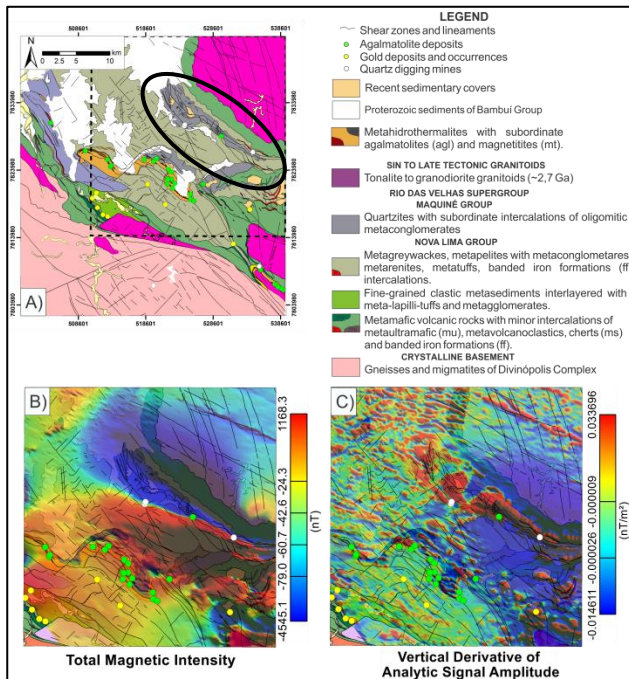 A)
N
0 2.5 5 10
km
508601 518601 528601 538601
7833980
7823980
7813980
7803980
508601 518601 528601 538601
LEGEND
Shear zones and lineaments
Agalmatolite deposits
Gold deposits and occurrences
Quartz digging mines
Recent sedimentary covers
Proterozoic sediments of Bambuí Group
Metahidrothermalites with subordinate
agalmatolites (agl) and magnetitites (mt).
SIN TO LATE TECTONIC GRANITOIDS
Tonalite to granodiorite granitoids (~2,7 Ga)
RIO DAS VELHAS SUPERGROUP
MAQUINÉ GROUP
Quartzites with subordinate intercalations of oligomitic
metaconglomerates
NOVA LIMA GROUP
Metagreywackes, metapelites with metaconglometares,
metarenites, metatuffs, banded iron formations (ff
intercalations.
Fine-grained clastic metasediments interlayered with
meta-lapilli-tuffs and metagglomerates.
Metamafic volcanic rocks with minor intercalations of
metaultramafic (mu), metavolcanoclastics, cherts (ms)
and banded iron formations (ff).
CRYSTALLINE BASEMENT
Gneisses and migmatites of Divinópolis Complex
B)
1168.3
-24.3
-42.6
-60.7
-79.0
-4545.1
(nT)
Total Magnetic Intensity
C)
0.033696
-0.0000009
-0.0000026
-0.014611
(nT/m²)
Vertical Derivative of
Analytic Signal Amplitude